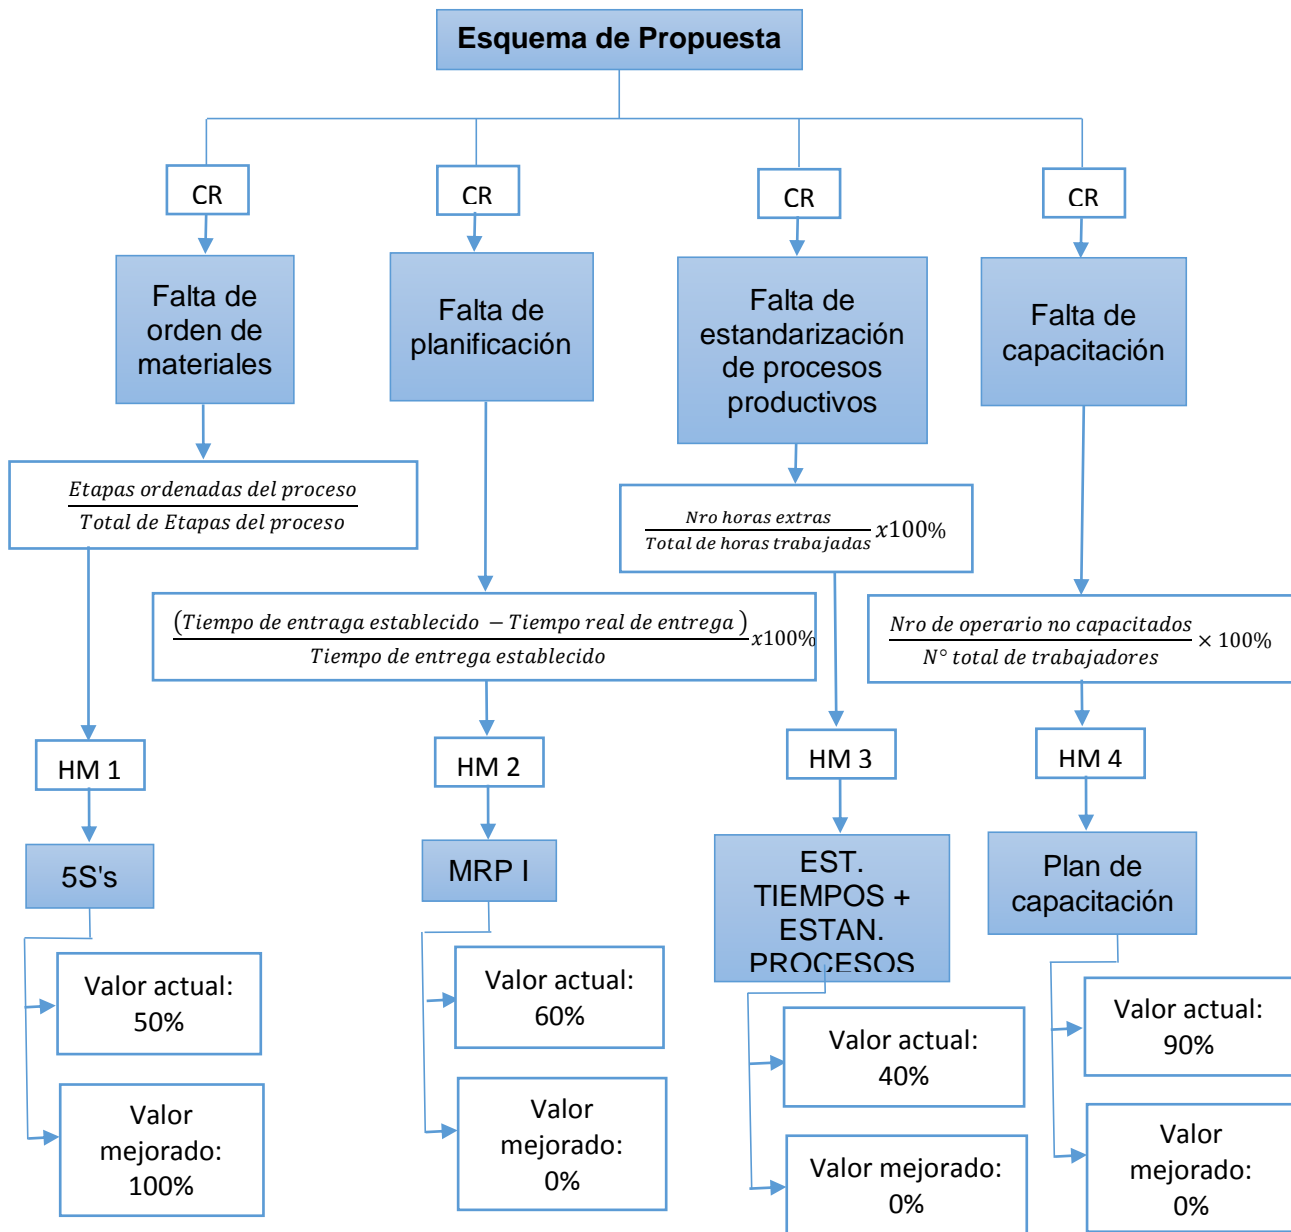 Esquema de Propuesta
CR
CR
CR
CR
Falta de
orden de
materiales
Falta de
planificación
Falta de
estandarización
de procesos
productivos
Falta de
capacitación
Etapas ordenadas del proceso
Total de Etapas del proceso
(Tiempo de entraga establecido − Tiempo real de entrega )
Tiempo de entrega establecido
x100%
Nro horas extras
Total de horas trabajadas
x100%
Nro de operario no capacitados
N° total de trabajadores
× 100%
HM 1
HM 2
HM 3
HM 4
5S's
MRP I
EST.
TIEMPOS +
ESTAN.
PROCESOS
Plan de
capacitación
Valor actual:
50%
Valor
mejorado:
100%
Valor actual:
60%
Valor
mejorado:
0%
Valor actual:
40%
Valor mejorado:
0%
Valor actual:
90%
Valor
mejorado:
0%